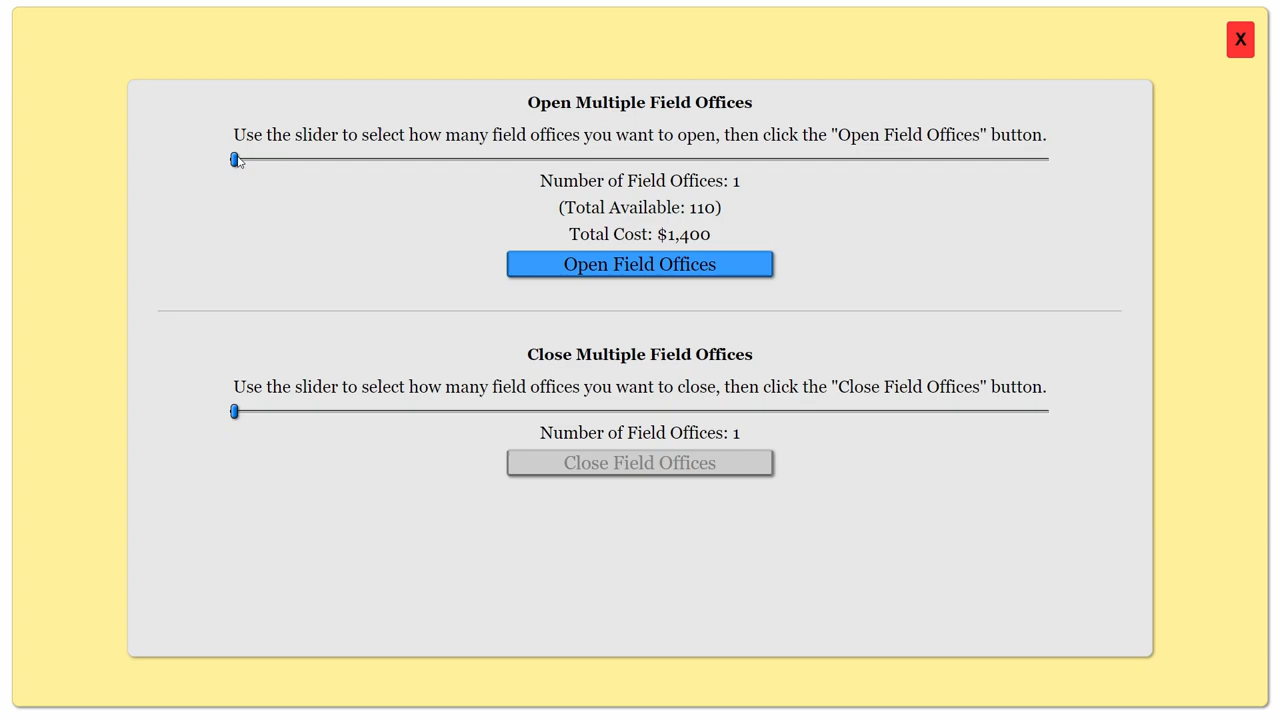 X
Open Multiple Field Offices
Use the slider to select how many field offices you want to open, then click the "Open Field Offices" button.
Number of Field Offices: 1
(Total Available: 110)
Total Cost: $1,400
Open Field Offices
Close Multiple Field Offices
Use the slider to select how many field offices you want to close, then click the "Close Field Offices" button.
Number of Field Offices: 1
Close Field Offices